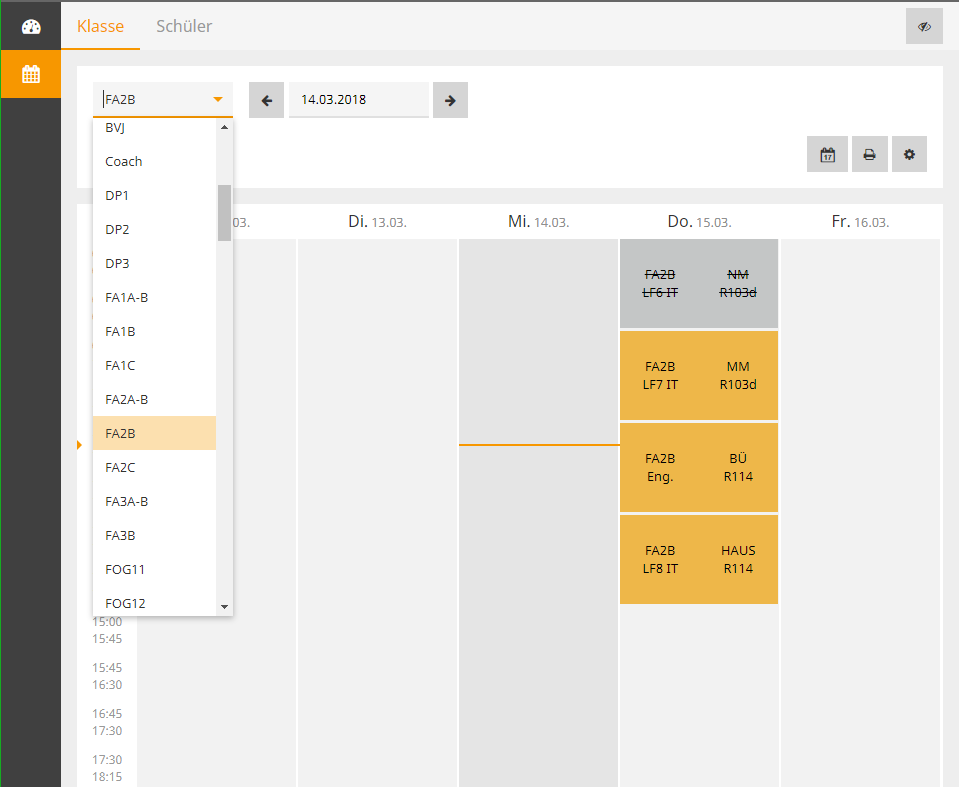 Klasse Schüler
FA2B 14.03.2018
BVJ
Coach
DP1
DP2
DP3
FA1A-B
FA1B
FA1C
FA2A-B
FA2B
FA2C
FA3A-B
FA3B
FOG11
FOG12
17
03. Di. 13.03. Mi. 14.03. Do. 15.03. Fr. 16.03.
FA2B NM
LF6 IT R103d
FA2B MM
LF7 IT R103d
FA2B BÜ
Eng. R114
FA2B HAUS
LF8 IT R114
15:00
15:45
15:45
16:30
16:45
17:30
17:30
18:15